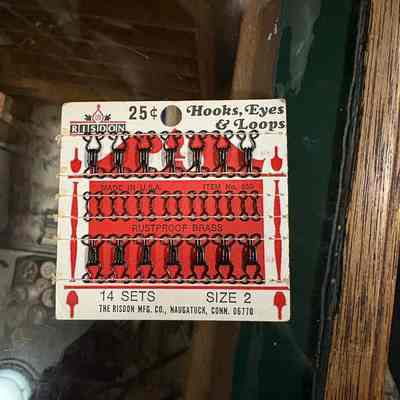 RISDON
25¢
Hooks, Eyes
& Loops
MADE IN U.S.A.
ITEM No.
RUSTPROOF BRASS
14 SETS
SIZE 2
THE RISDON MFG. CO., NAUGATUCK, CONN. 06770